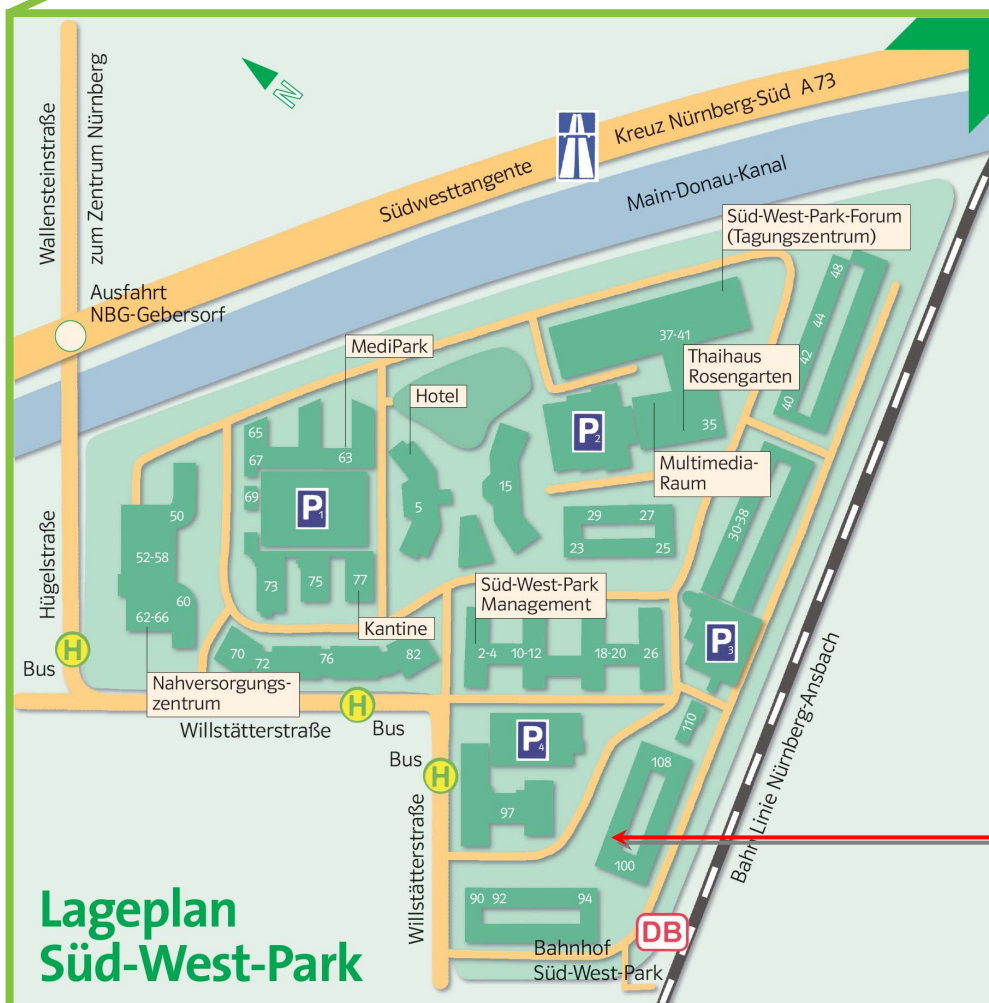 Wallensteinstraße
zum Zentrum Nürnberg
N
Südwesttangente
Kreuz Nürnberg-Süd A 73
Main-Donau-Kanal
Süd-West-Park-Forum
(Tagungszentrum)
Ausfahrt
NBG-Gebersorf
MediPark
Hotel
Thaihaus
Rosengarten
Multimedia-
Raum
37-41
35
48
44
42
40
P2
65
67
63
69
P1
5
15
29
27
23
25
30-38
50
52-58
60
62-66
73
75
77
Kantine
Süd-West-Park
Management
2-4
10-12
18-20
26
P3
Hügelstraße
H
Bus
70
72
76
82
Nahversorgungs-
zentrum
Willstätterstraße
H
Bus
Bus
H
Willstätterstraße
P4
97
110
108
100
90
92
94
Bahn Linie Nürnberg-Ansbach
DB
Bahnhof
Süd-West-Park
Lageplan
Süd-West-Park